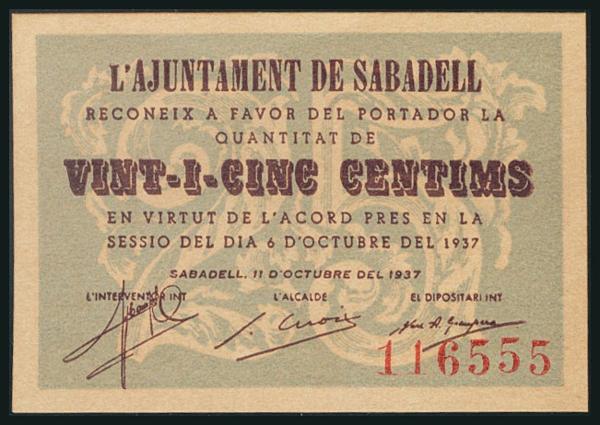 L'AJUNTAMENT DE SABADELL
RECONEIX A FAVOR DEL PORTADOR LA
QUANTITAT DE
VINT-I-CINC CENTIMS
EN VIRTUT DE L'ACORD PRES EN LA
SESSIO DEL DIA 6 D'OCTUBRE DEL 1937
SABADELL, 11 D'OCTUBRE DEL 1937
L'INTERVENTOR INT L'ALCALDE EL DIPOSITARI INT
116555